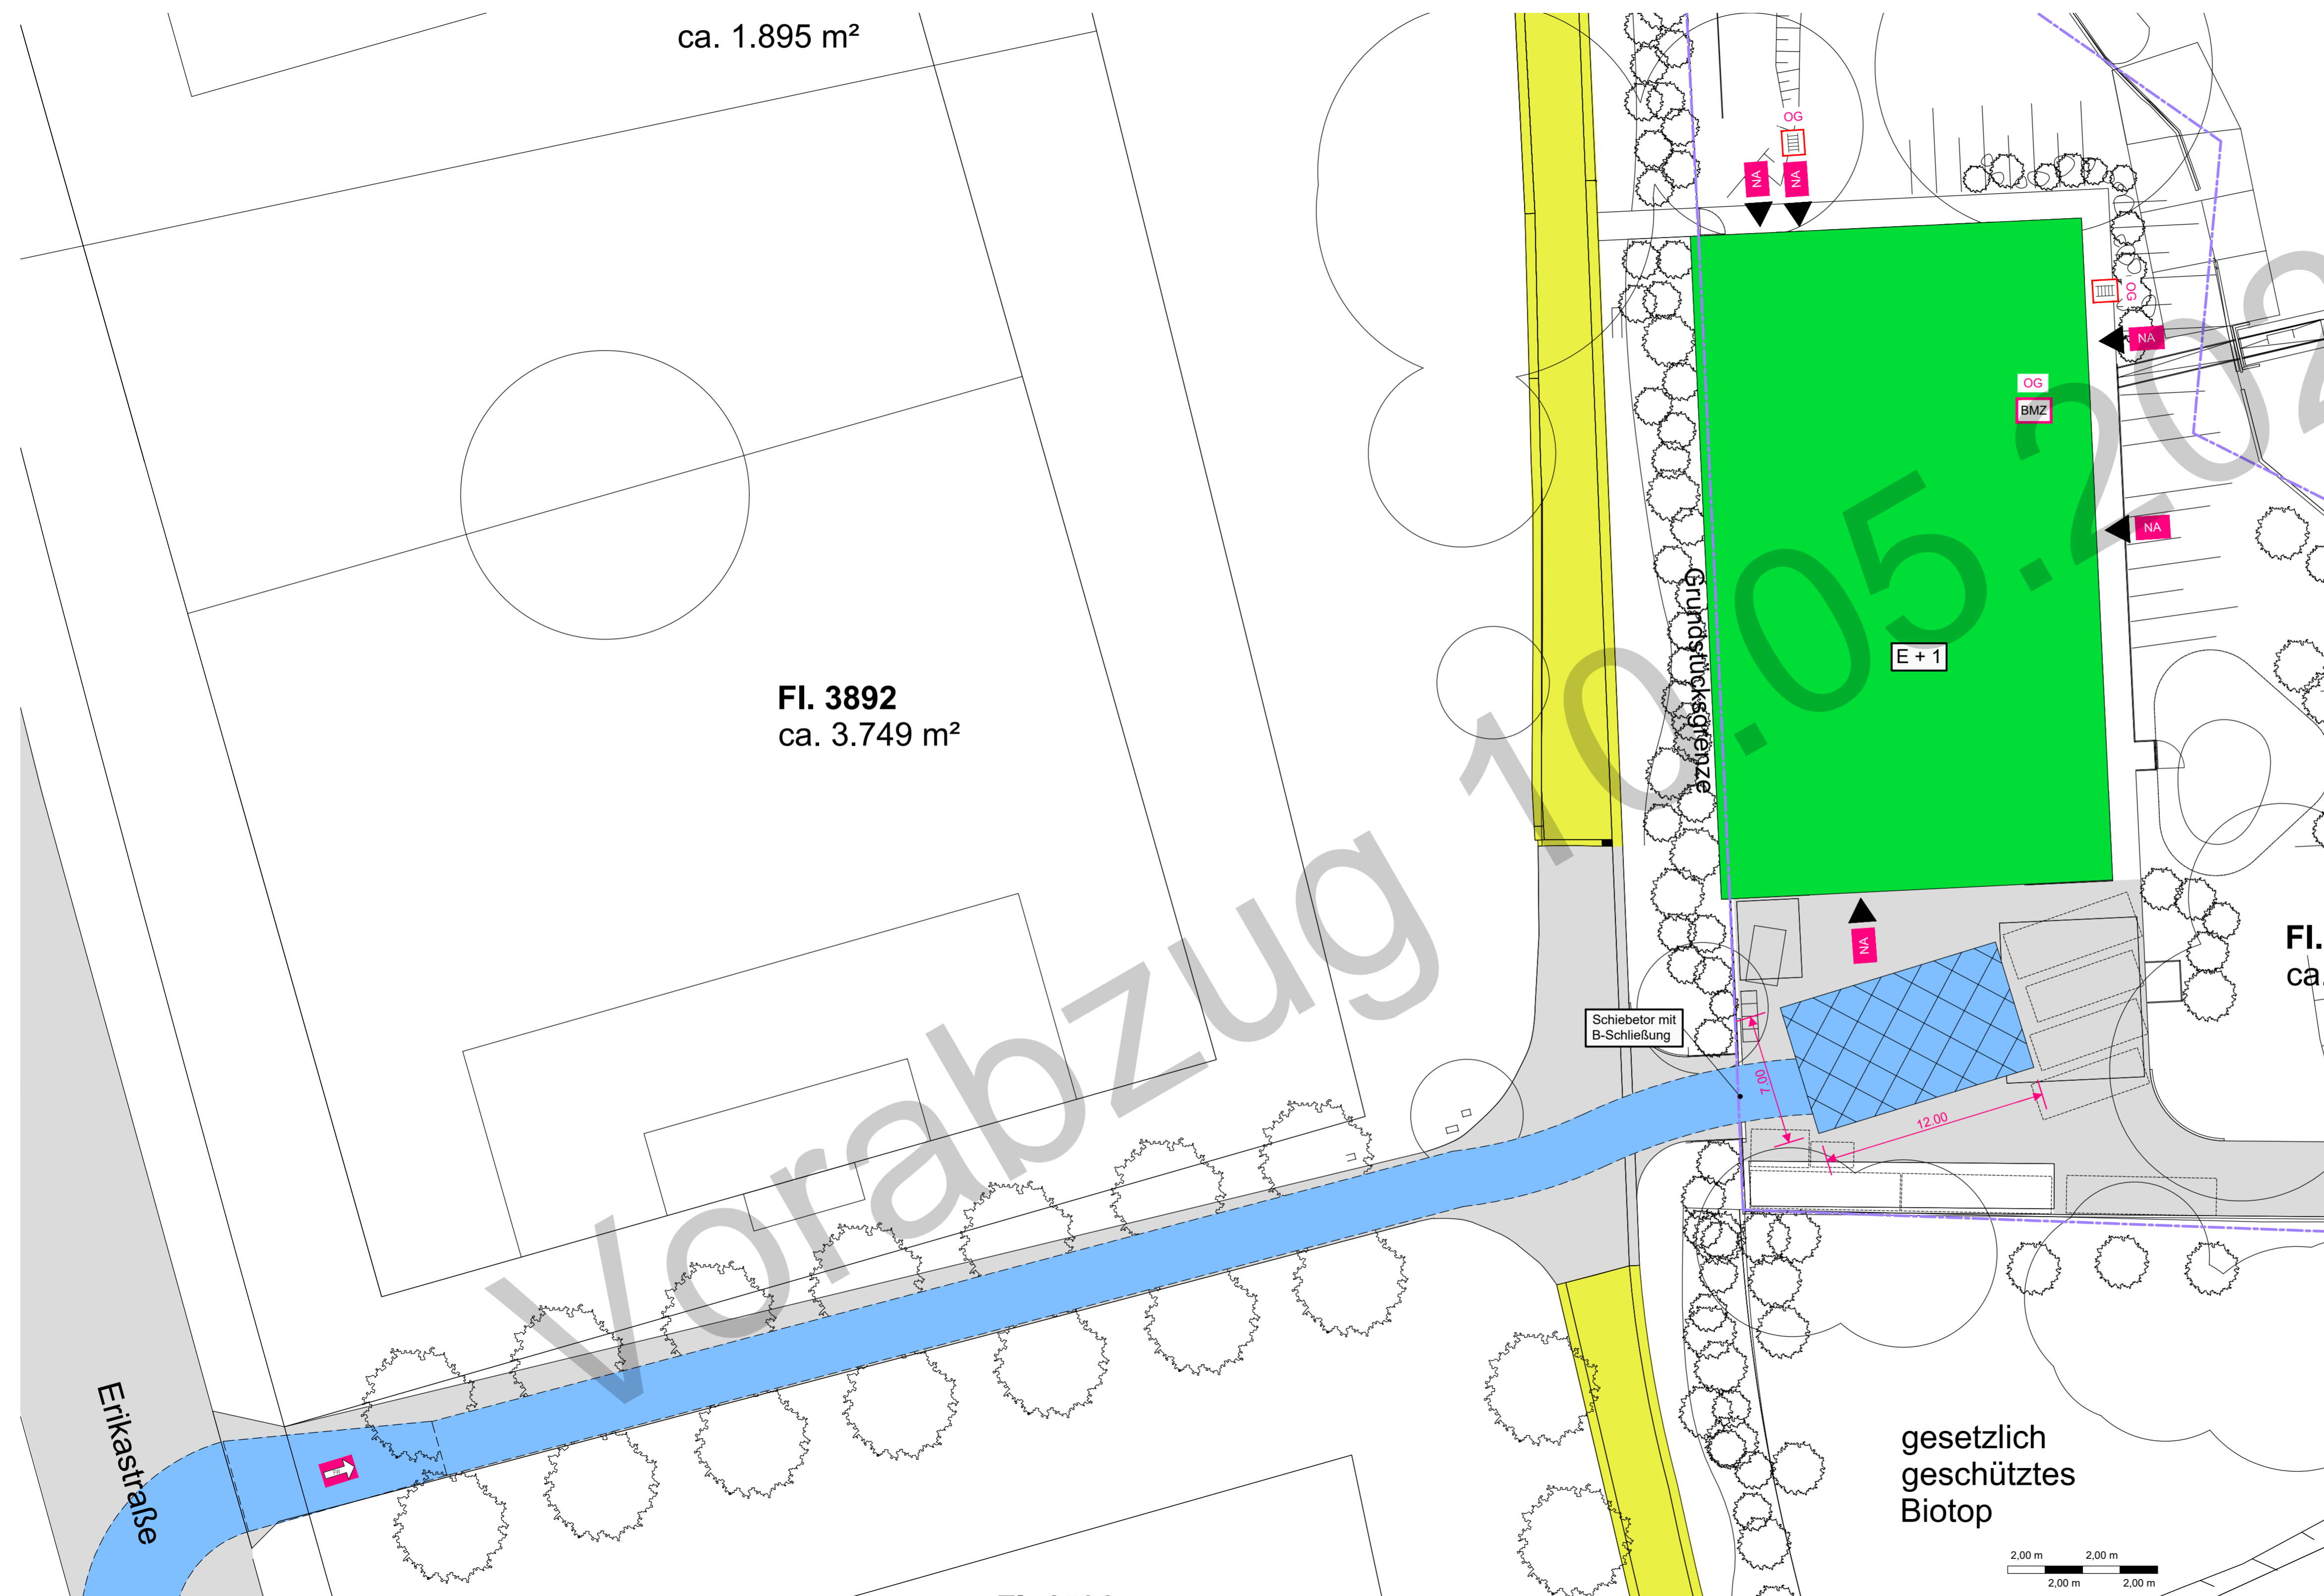 ca. 1.895 m²
OG
NA
NA
OG
NA
OG
BMZ
NA
E + 1
Grundstücksgrenze
Fl. 3892
ca. 3.749 m²
Vorabzug 10.05.202
Fl.
ca.
NA
Schiebetor mit
B-Schließung
7.00
12.00
Erikastraße
gesetzlich
geschütztes
Biotop
2,00 m
2,00 m
2,00 m
2,00 m